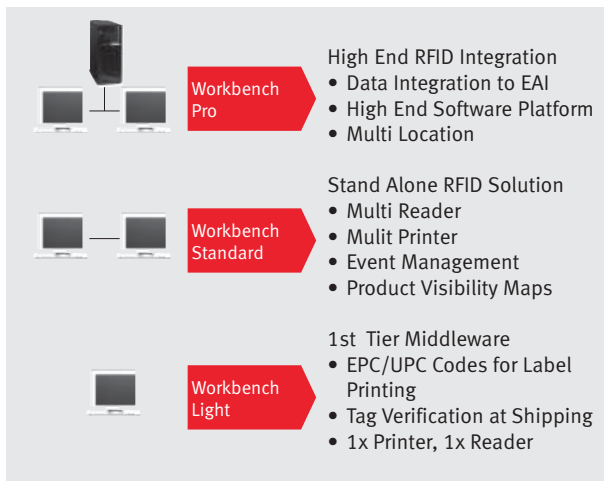 Workbench
Pro
High End RFID Integration
• Data Integration to EAI
• High End Software Platform
• Multi Location
Workbench
Standard
Stand Alone RFID Solution
• Multi Reader
• Mulit Printer
• Event Management
• Product Visibility Maps
Workbench
Light
1st Tier Middleware
• EPC/UPC Codes for Label
Printing
• Tag Verification at Shipping
• 1x Printer, 1x Reader